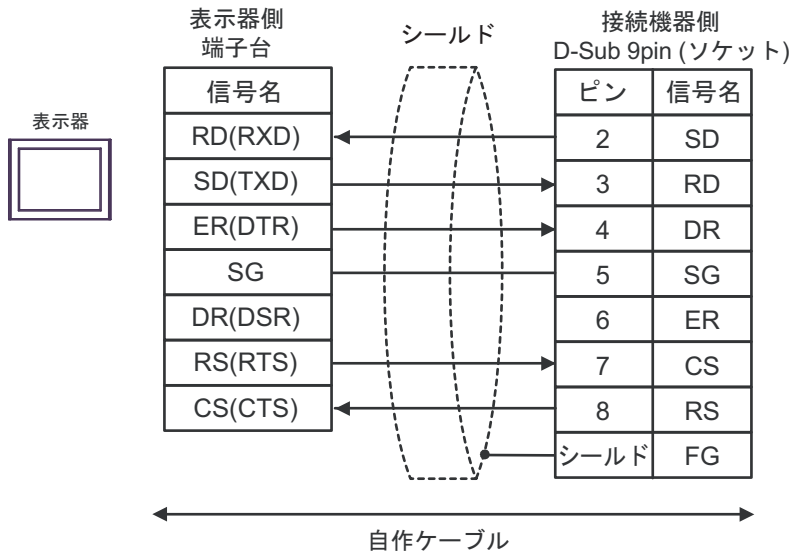 表示器側
端子台
シールド
接続機器側
D-Sub 9pin (ソケット)
表示器
信号名
ピン 信号名
RD(RXD) 2 SD
SD(TXD) 3 RD
ER(DTR) 4 DR
SG 5 SG
DR(DSR) 6 ER
RS(RTS) 7 CS
CS(CTS) 8 RS
シールド FG
自作ケーブル